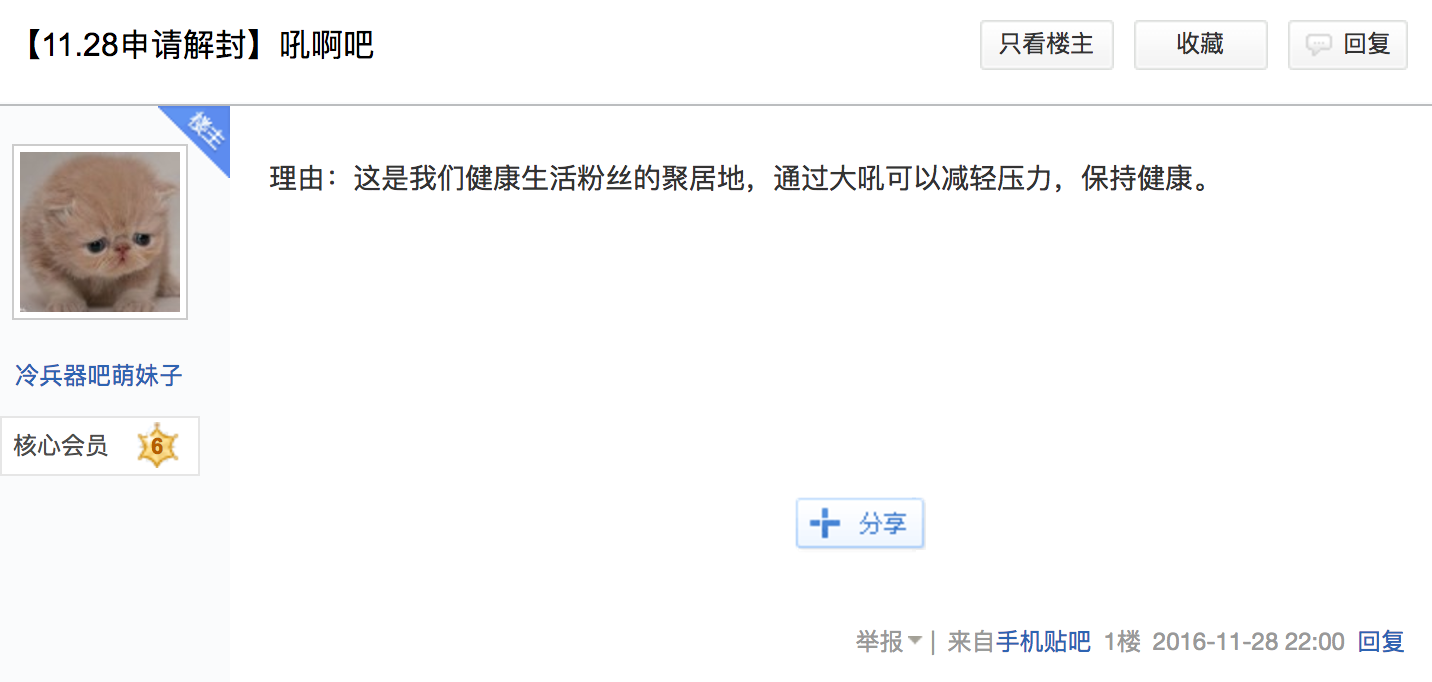 【11.28申请解封】吼啊吧
只看楼主
收藏
回复
楼主
理由：这是我们健康生活粉丝的聚居地，通过大吼可以减轻压力，保持健康。
冷兵器吧萌妹子
核心会员 6
分享
举报 | 来自手机贴吧 1楼 2016-11-28 22:00 回复